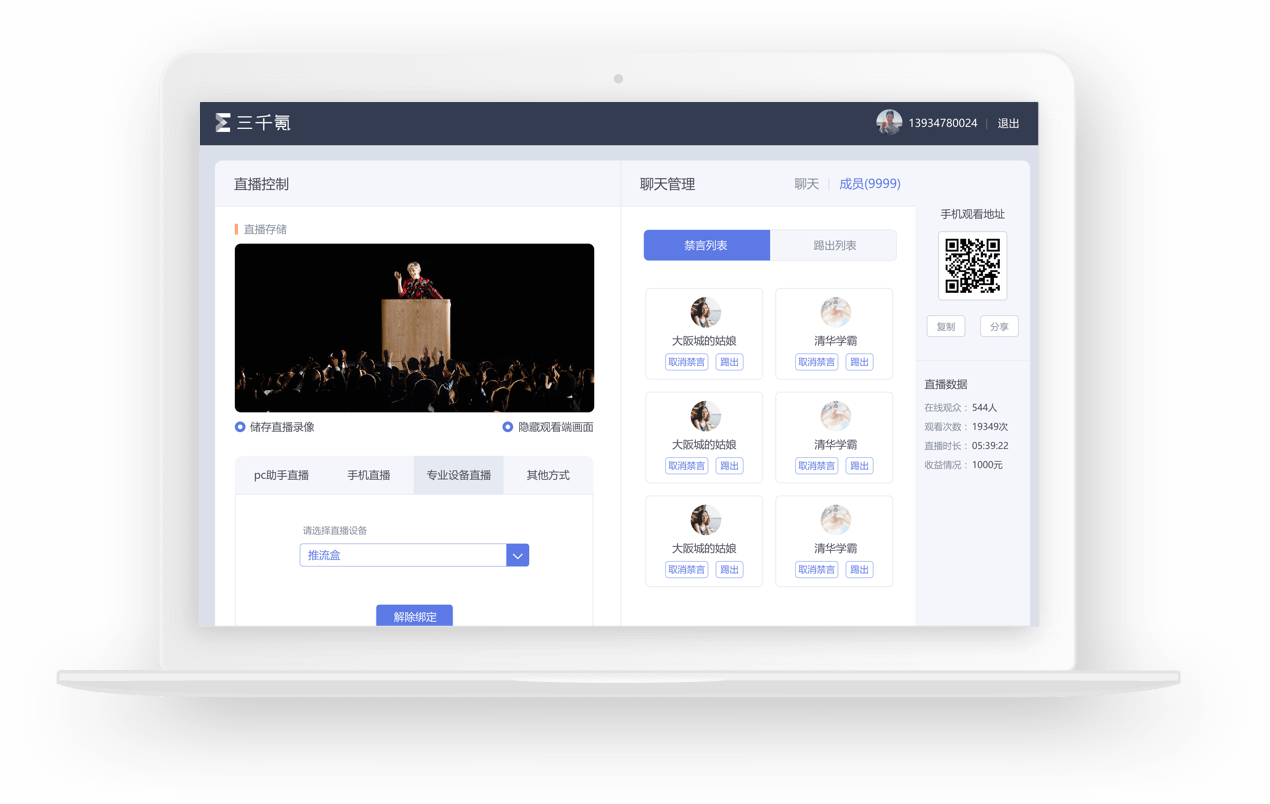 三千氪
13934780024 | 退出
直播控制
直播存储
储存直播录像
隐藏观看端画面
pc助手直播
手机直播
专业设备直播
其他方式
请选择直播设备
推流盒
解除绑定
聊天管理
聊天 | 成员(9999)
禁言列表
踢出列表
大阪城的姑娘
取消禁言
踢出
清华学霸
取消禁言
踢出
大阪城的姑娘
取消禁言
踢出
清华学霸
取消禁言
踢出
大阪城的姑娘
取消禁言
踢出
清华学霸
取消禁言
踢出
手机观看地址
复制
分享
直播数据
在线观众：544人
观看次数：19349次
直播时长：05:39:22
收益情况：1000元